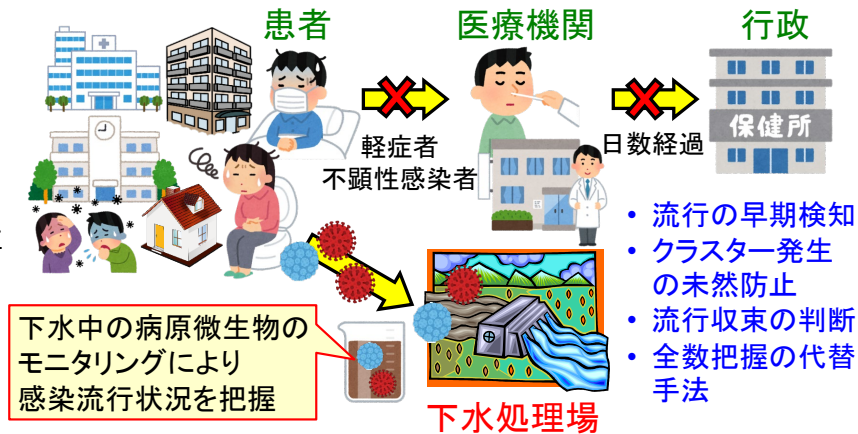 患者
医療機関
行政
軽症者
不顕性感染者
日数経過
保健所
• 流行の早期検知
• クラスター発生
の未然防止
• 流行収束の判断
• 全数把握の代替
手法
下水中の病原微生物の
モニタリングにより
感染流行状況を把握
下水処理場